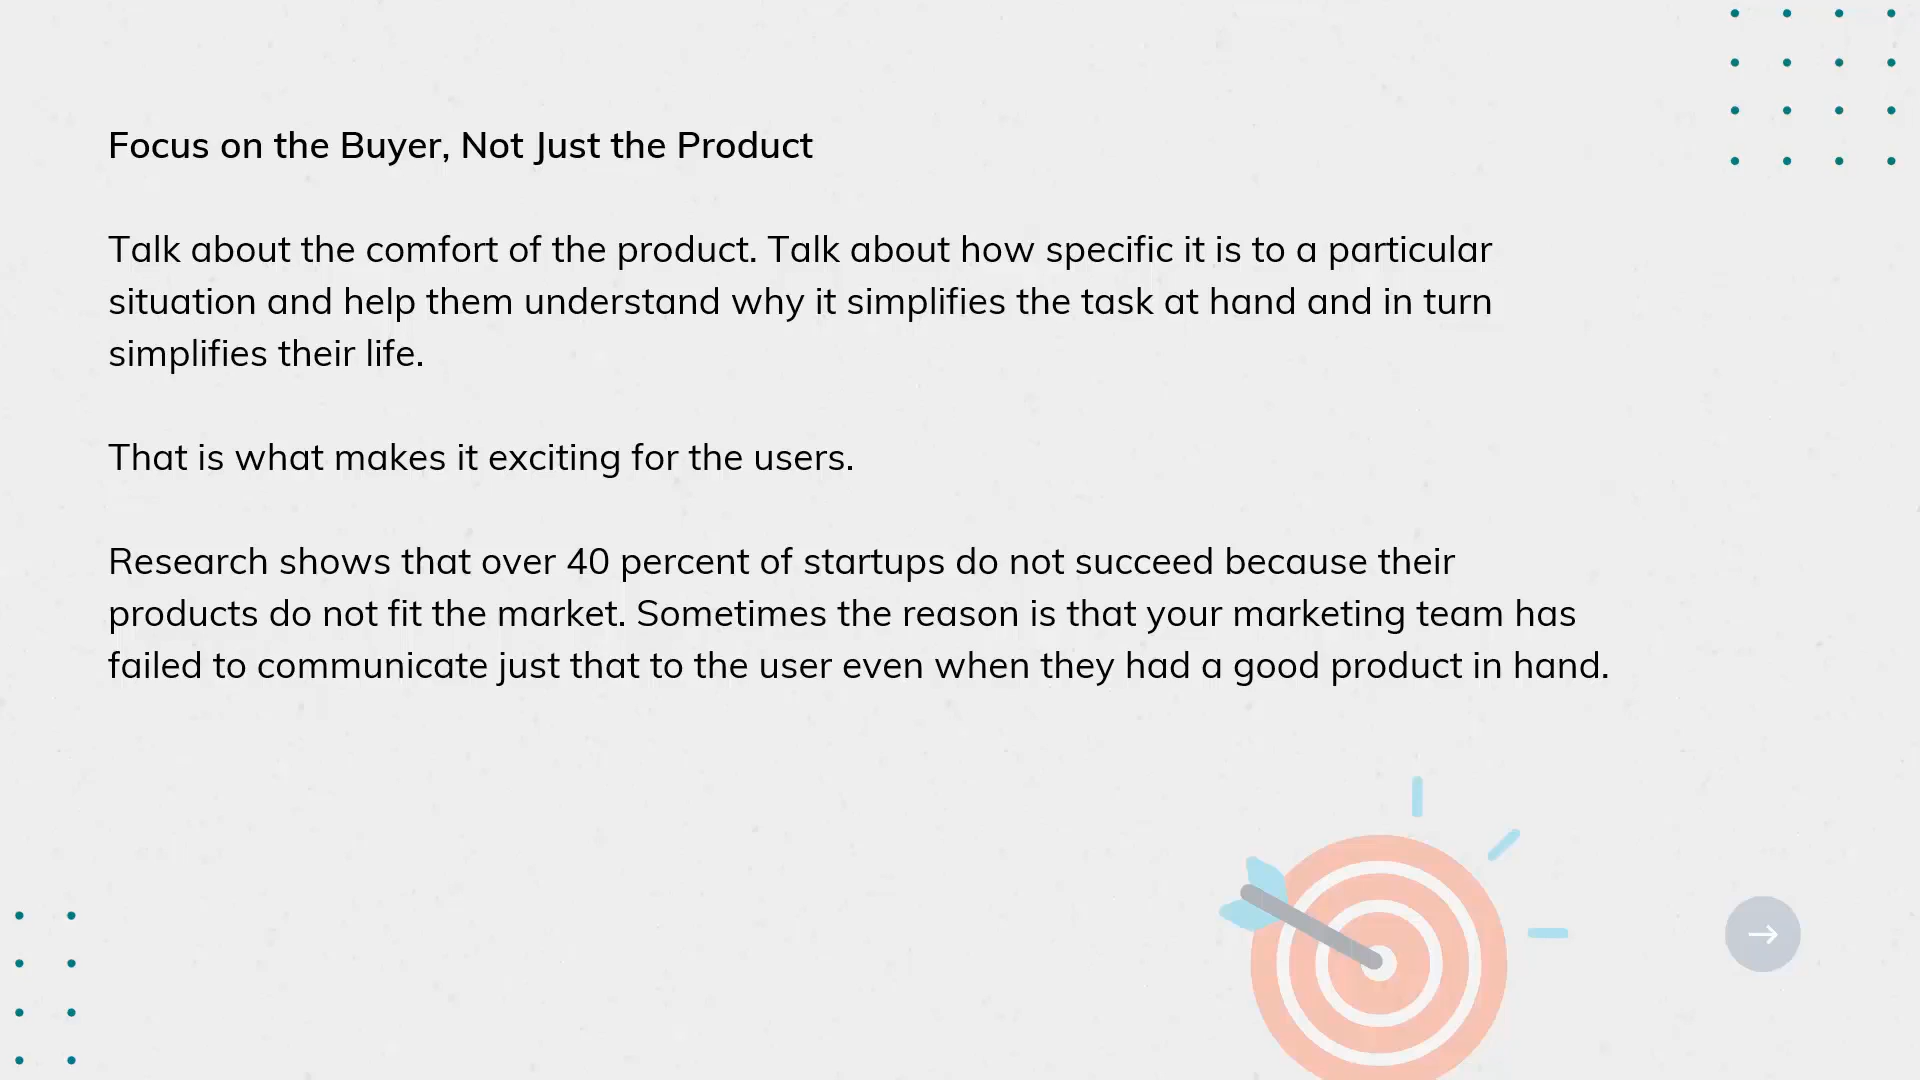 Focus on the Buyer, Not Just the Product
Talk about the comfort of the product. Talk about how specific it is to a particular
situation and help them understand why it simplifies the task at hand and in turn
simplifies their life.
That is what makes it exciting for the users.
Research shows that over 40 percent of startups do not succeed because their
products do not fit the market. Sometimes the reason is that your marketing team has
failed to communicate just that to the user even when they had a good product in hand.